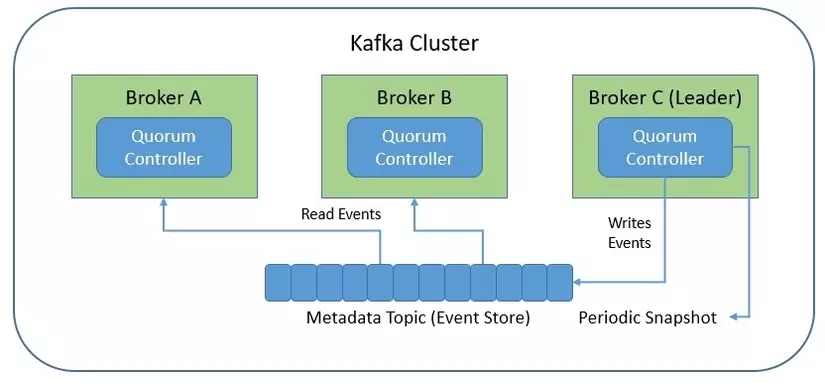 Kafka Cluster
Broker A
Quorum
Controller
Broker B
Quorum
Controller
Broker C (Leader)
Quorum
Controller
Read Events
Writes
Events
Metadata Topic (Event Store)
Periodic Snapshot